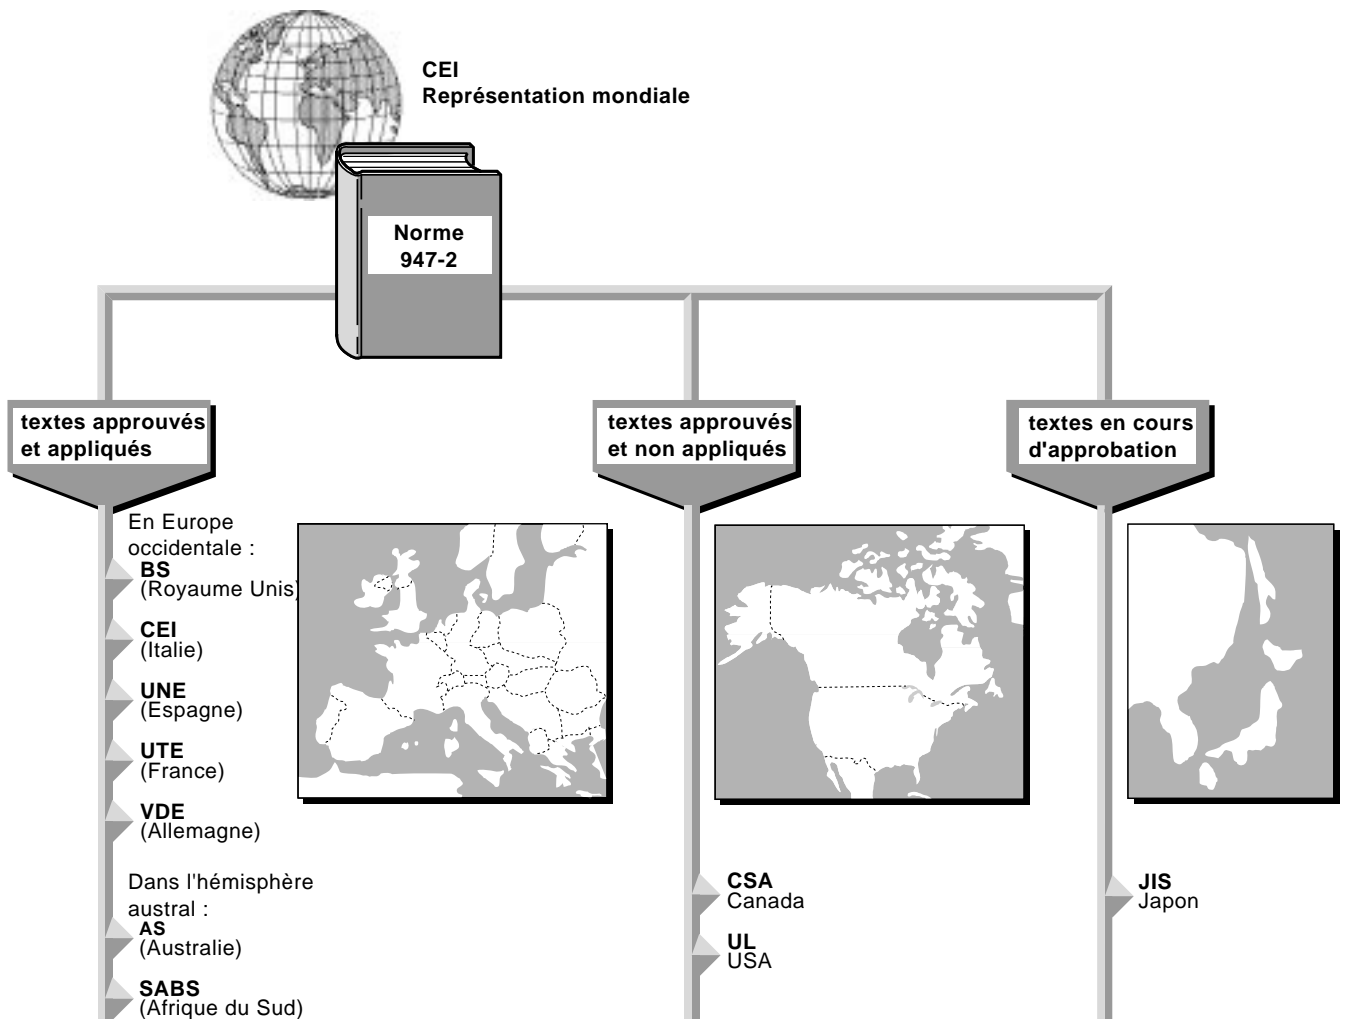 CEI
Représentation mondiale
Norme
947-2
textes approuvés
et appliqués
En Europe
occidentale :
BS
(Royaume Unis)
CEI
(Italie)
UNE
(Espagne)
UTE
(France)
VDE
(Allemagne)
Dans l'hémisphère
austral :
AS
(Australie)
SABS
(Afrique du Sud)
textes approuvés
et non appliqués
CSA
Canada
UL
USA
textes en cours
d'approbation
JIS
Japon